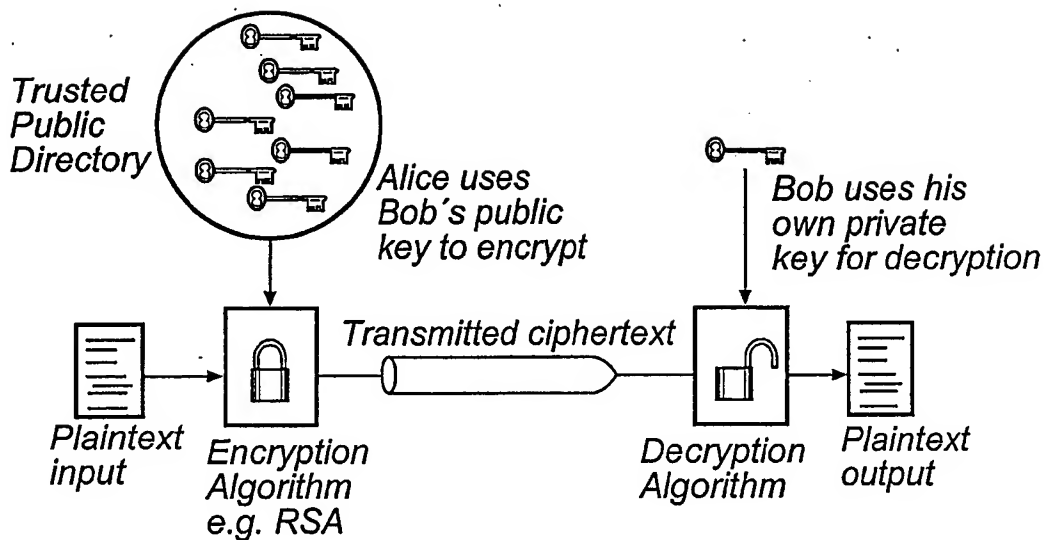 Trusted
Public
Directory
Alice uses
Bob´s public
key to encrypt
Bob uses his
own private
key for decryption
Transmitted ciphertext
Plaintext
input
Encryption
Algorithm
e.g. RSA
Decryption
Algorithm
Plaintext
output